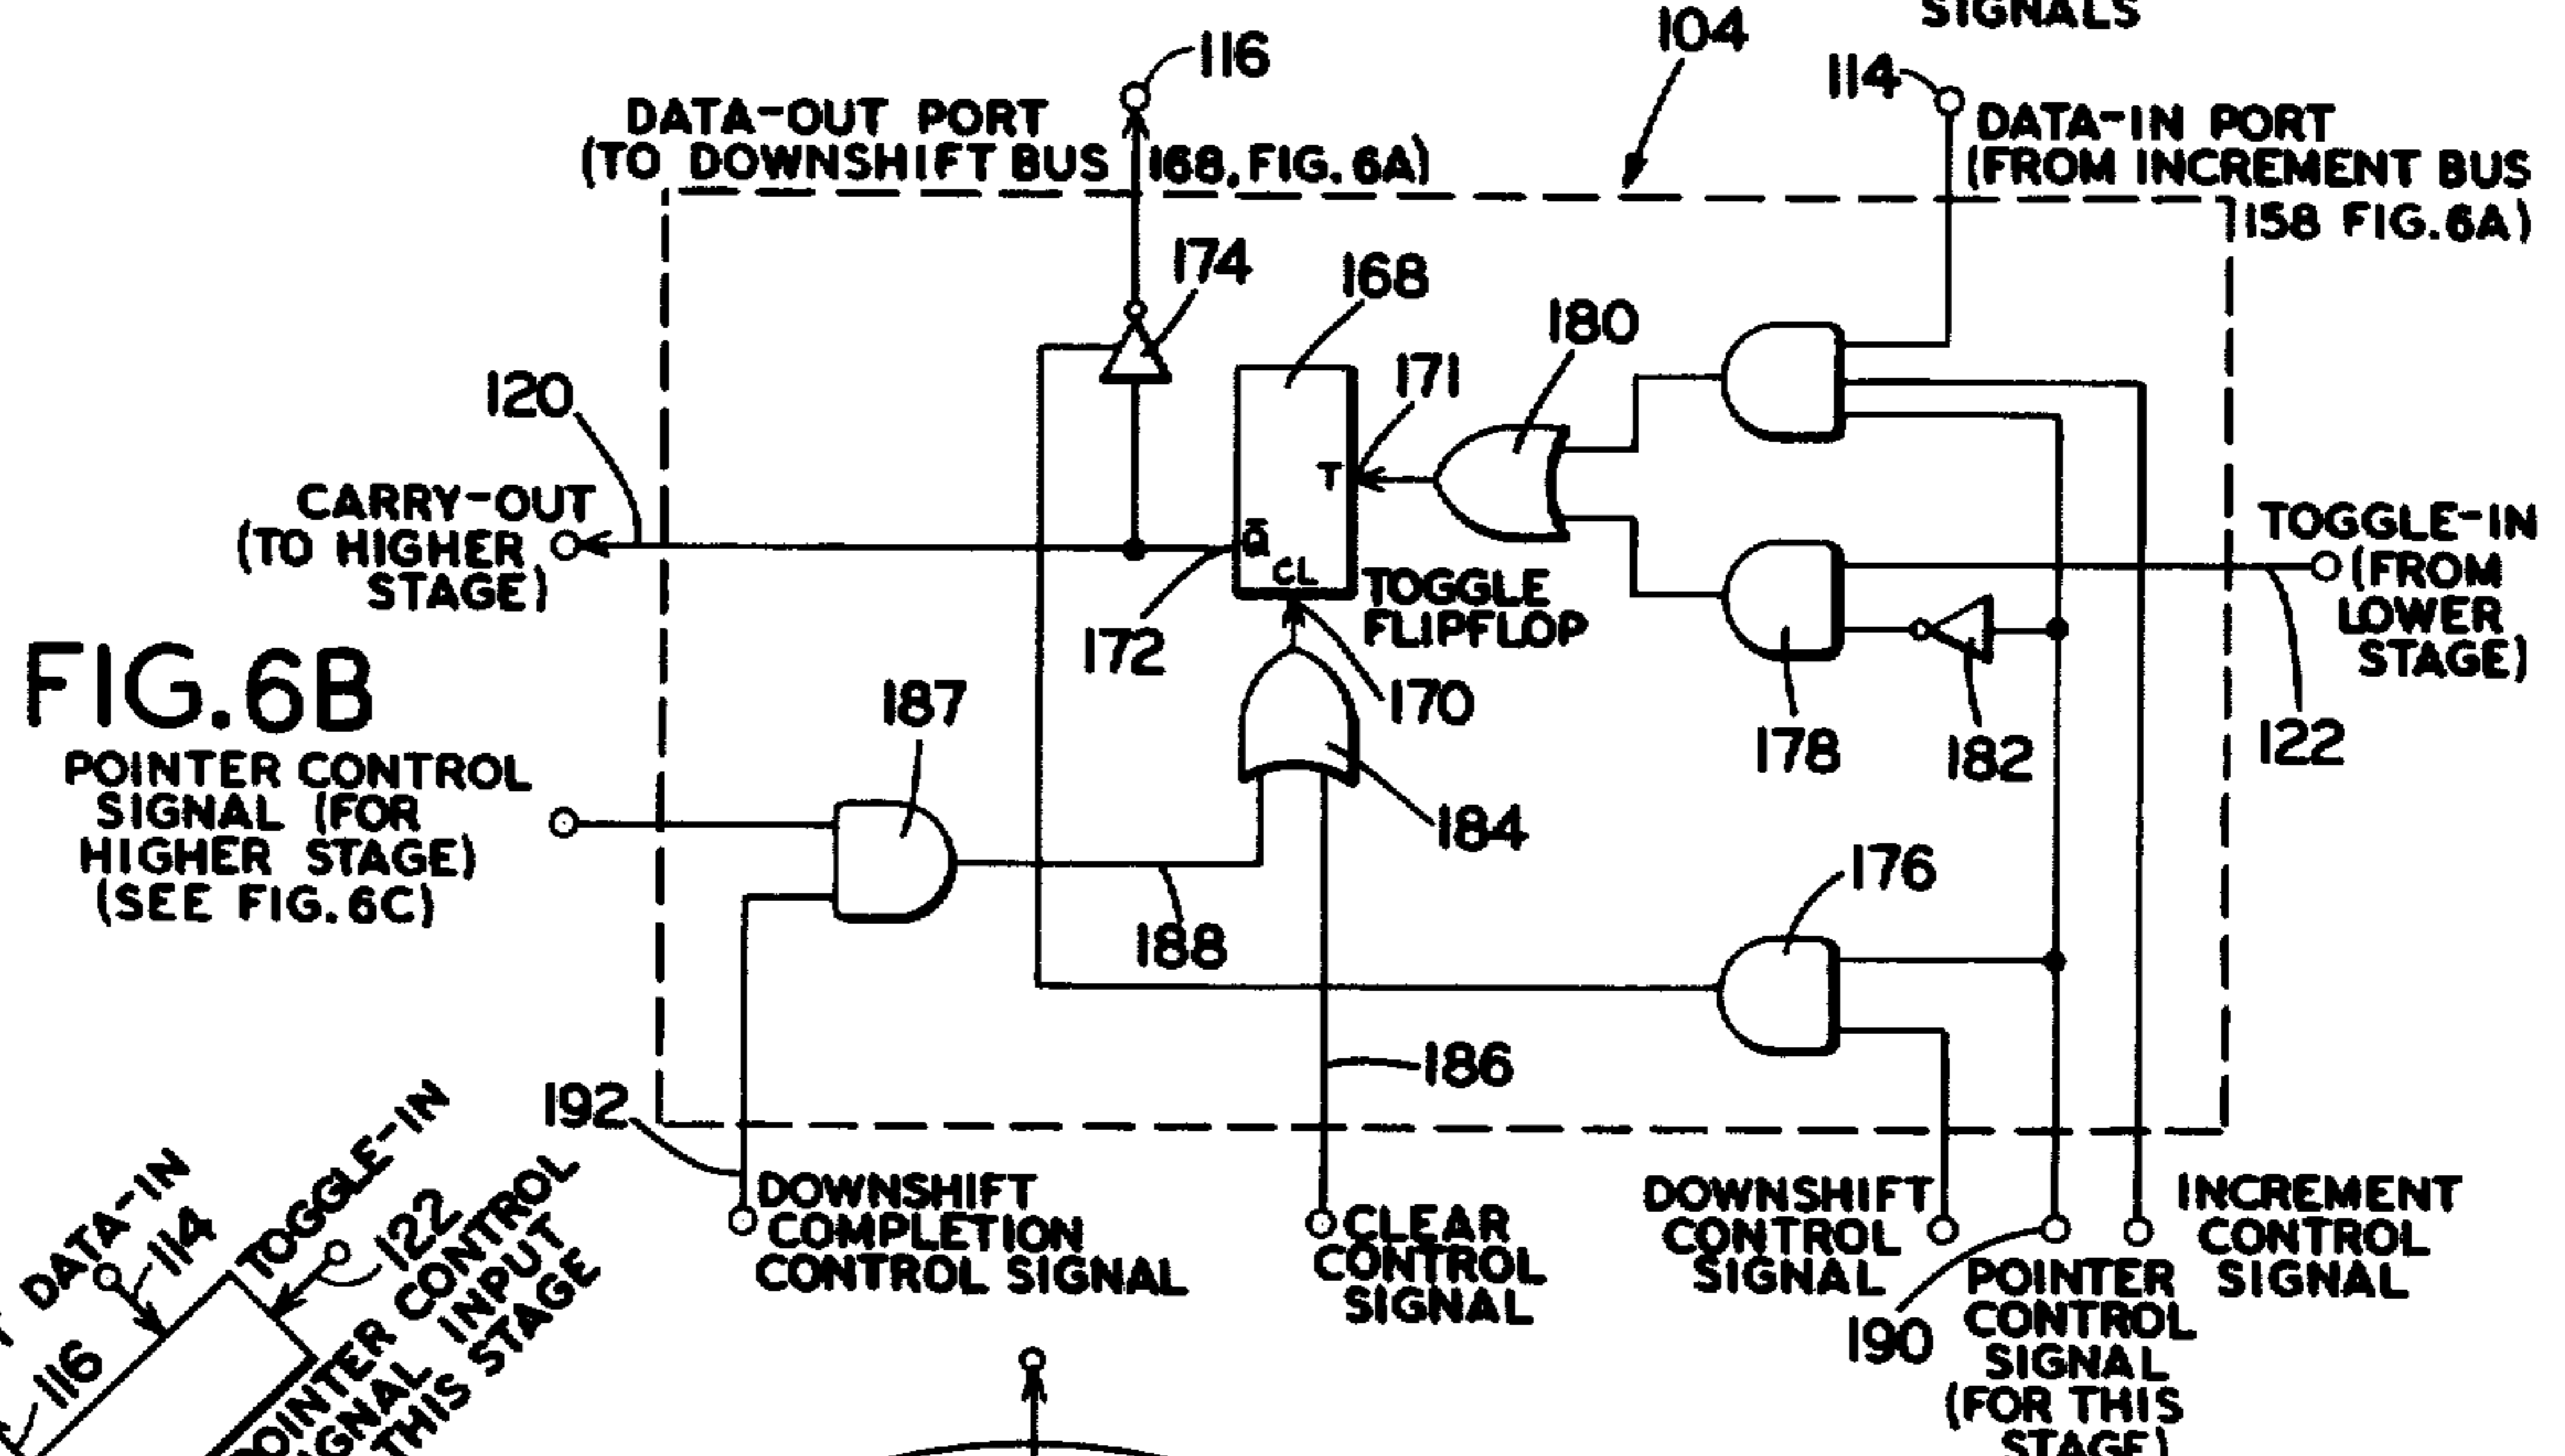 SIGNALS
116
104
114
DATA-OUT PORT
(TO DOWNSHIFT BUS 168, FIG. 6A)
DATA-IN PORT
(FROM INCREMENT BUS
158 FIG. 6A)
174
168
180
171
120
CARRY-OUT
(TO HIGHER
STAGE)
T
Q̄
CL
TOGGLE
FLIPFLOP
TOGGLE-IN
(FROM
LOWER
STAGE)
172
170
178
182
122
FIG. 6B
187
POINTER CONTROL
SIGNAL (FOR
HIGHER STAGE)
(SEE FIG. 6C)
184
176
188
186
192
DOWNSHIFT
COMPLETION
CONTROL SIGNAL
CLEAR
CONTROL
SIGNAL
DOWNSHIFT
CONTROL
SIGNAL
190
POINTER
CONTROL
SIGNAL
(FOR THIS
STAGE)
INCREMENT
CONTROL
SIGNAL
DATA-IN
114
TOGGLE-IN
122
116
POINTER CONTROL
SIGNAL INPUT
THIS STAGE